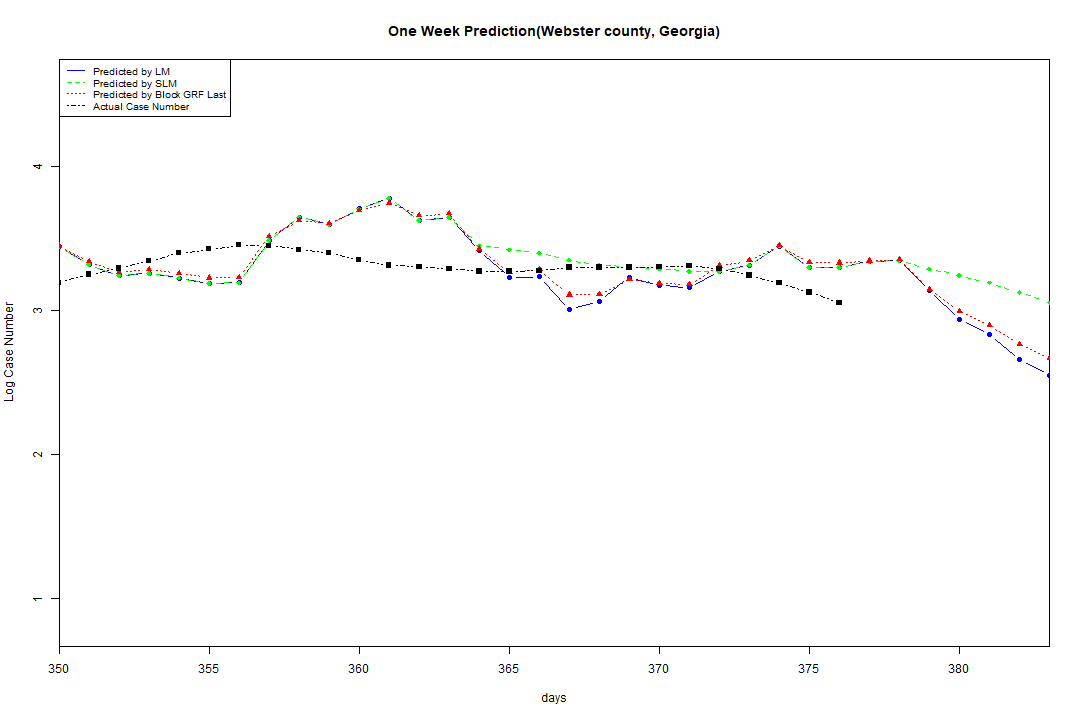 One Week Prediction(Webster county, Georgia)
Predicted by LM
Predicted by SLM
Predicted by Block GRF Last
Actual Case Number
4
3
2
1
Log Case Number
350 355 360 365 370 375 380
days